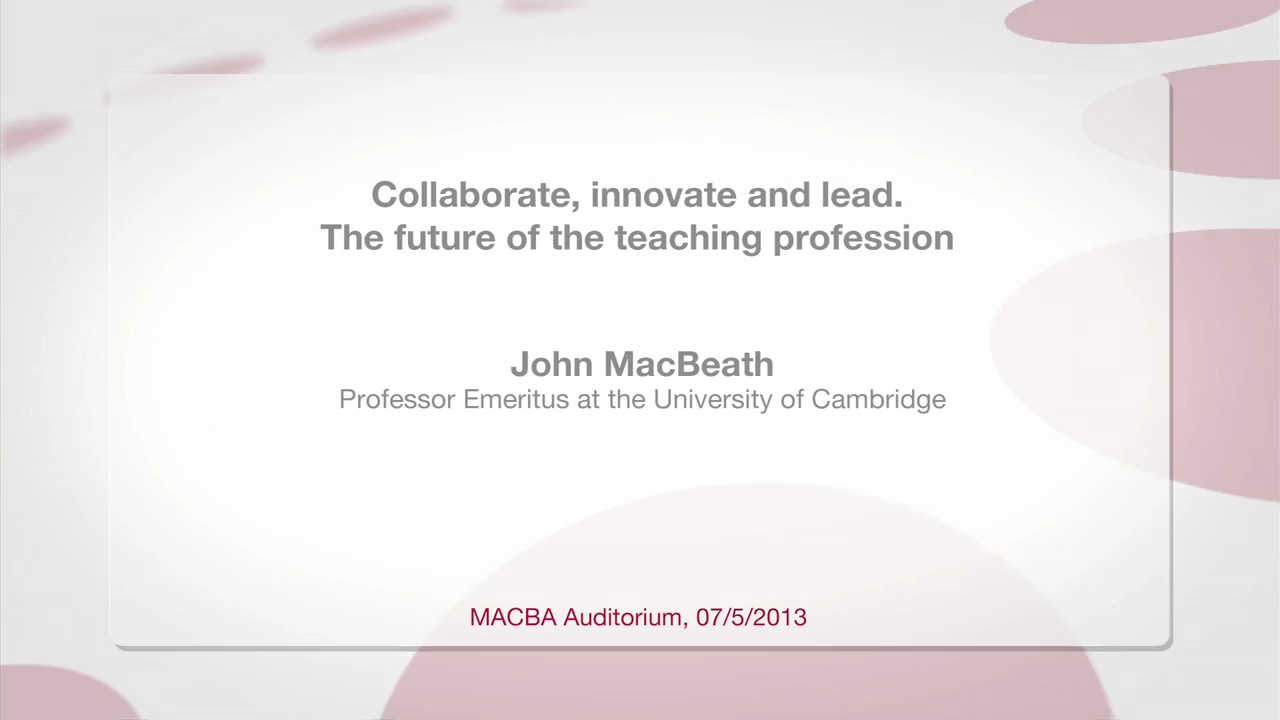 Collaborate, innovate and lead.
The future of the teaching profession
John MacBeath
Professor Emeritus at the University of Cambridge
MACBA Auditorium, 07/5/2013